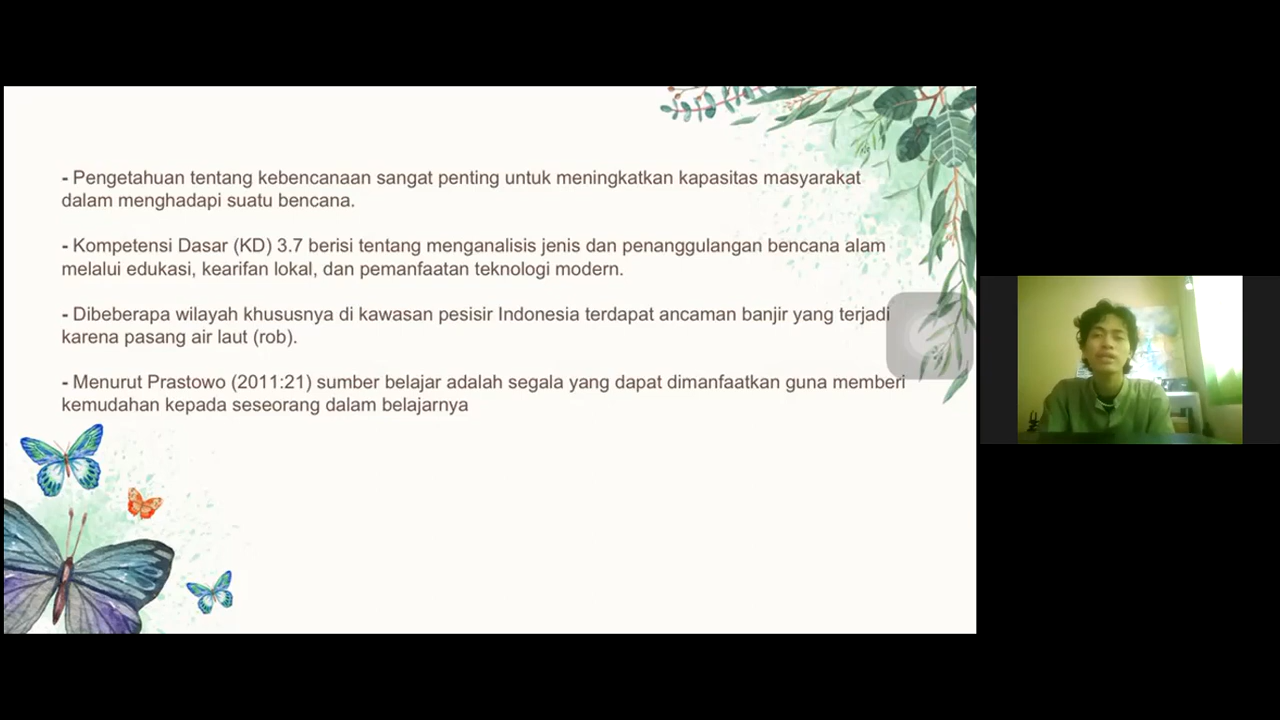 - Pengetahuan tentang kebencanaan sangat penting untuk meningkatkan kapasitas masyarakat
dalam menghadapi suatu bencana.
- Kompetensi Dasar (KD) 3.7 berisi tentang menganalisis jenis dan penanggulangan bencana alam
melalui edukasi, kearifan lokal, dan pemanfaatan teknologi modern.
- Dibeberapa wilayah khususnya di kawasan pesisir Indonesia terdapat ancaman banjir yang terjadi
karena pasang air laut (rob).
- Menurut Prastowo (2011:21) sumber belajar adalah segala yang dapat dimanfaatkan guna memberi
kemudahan kepada seseorang dalam belajarnya